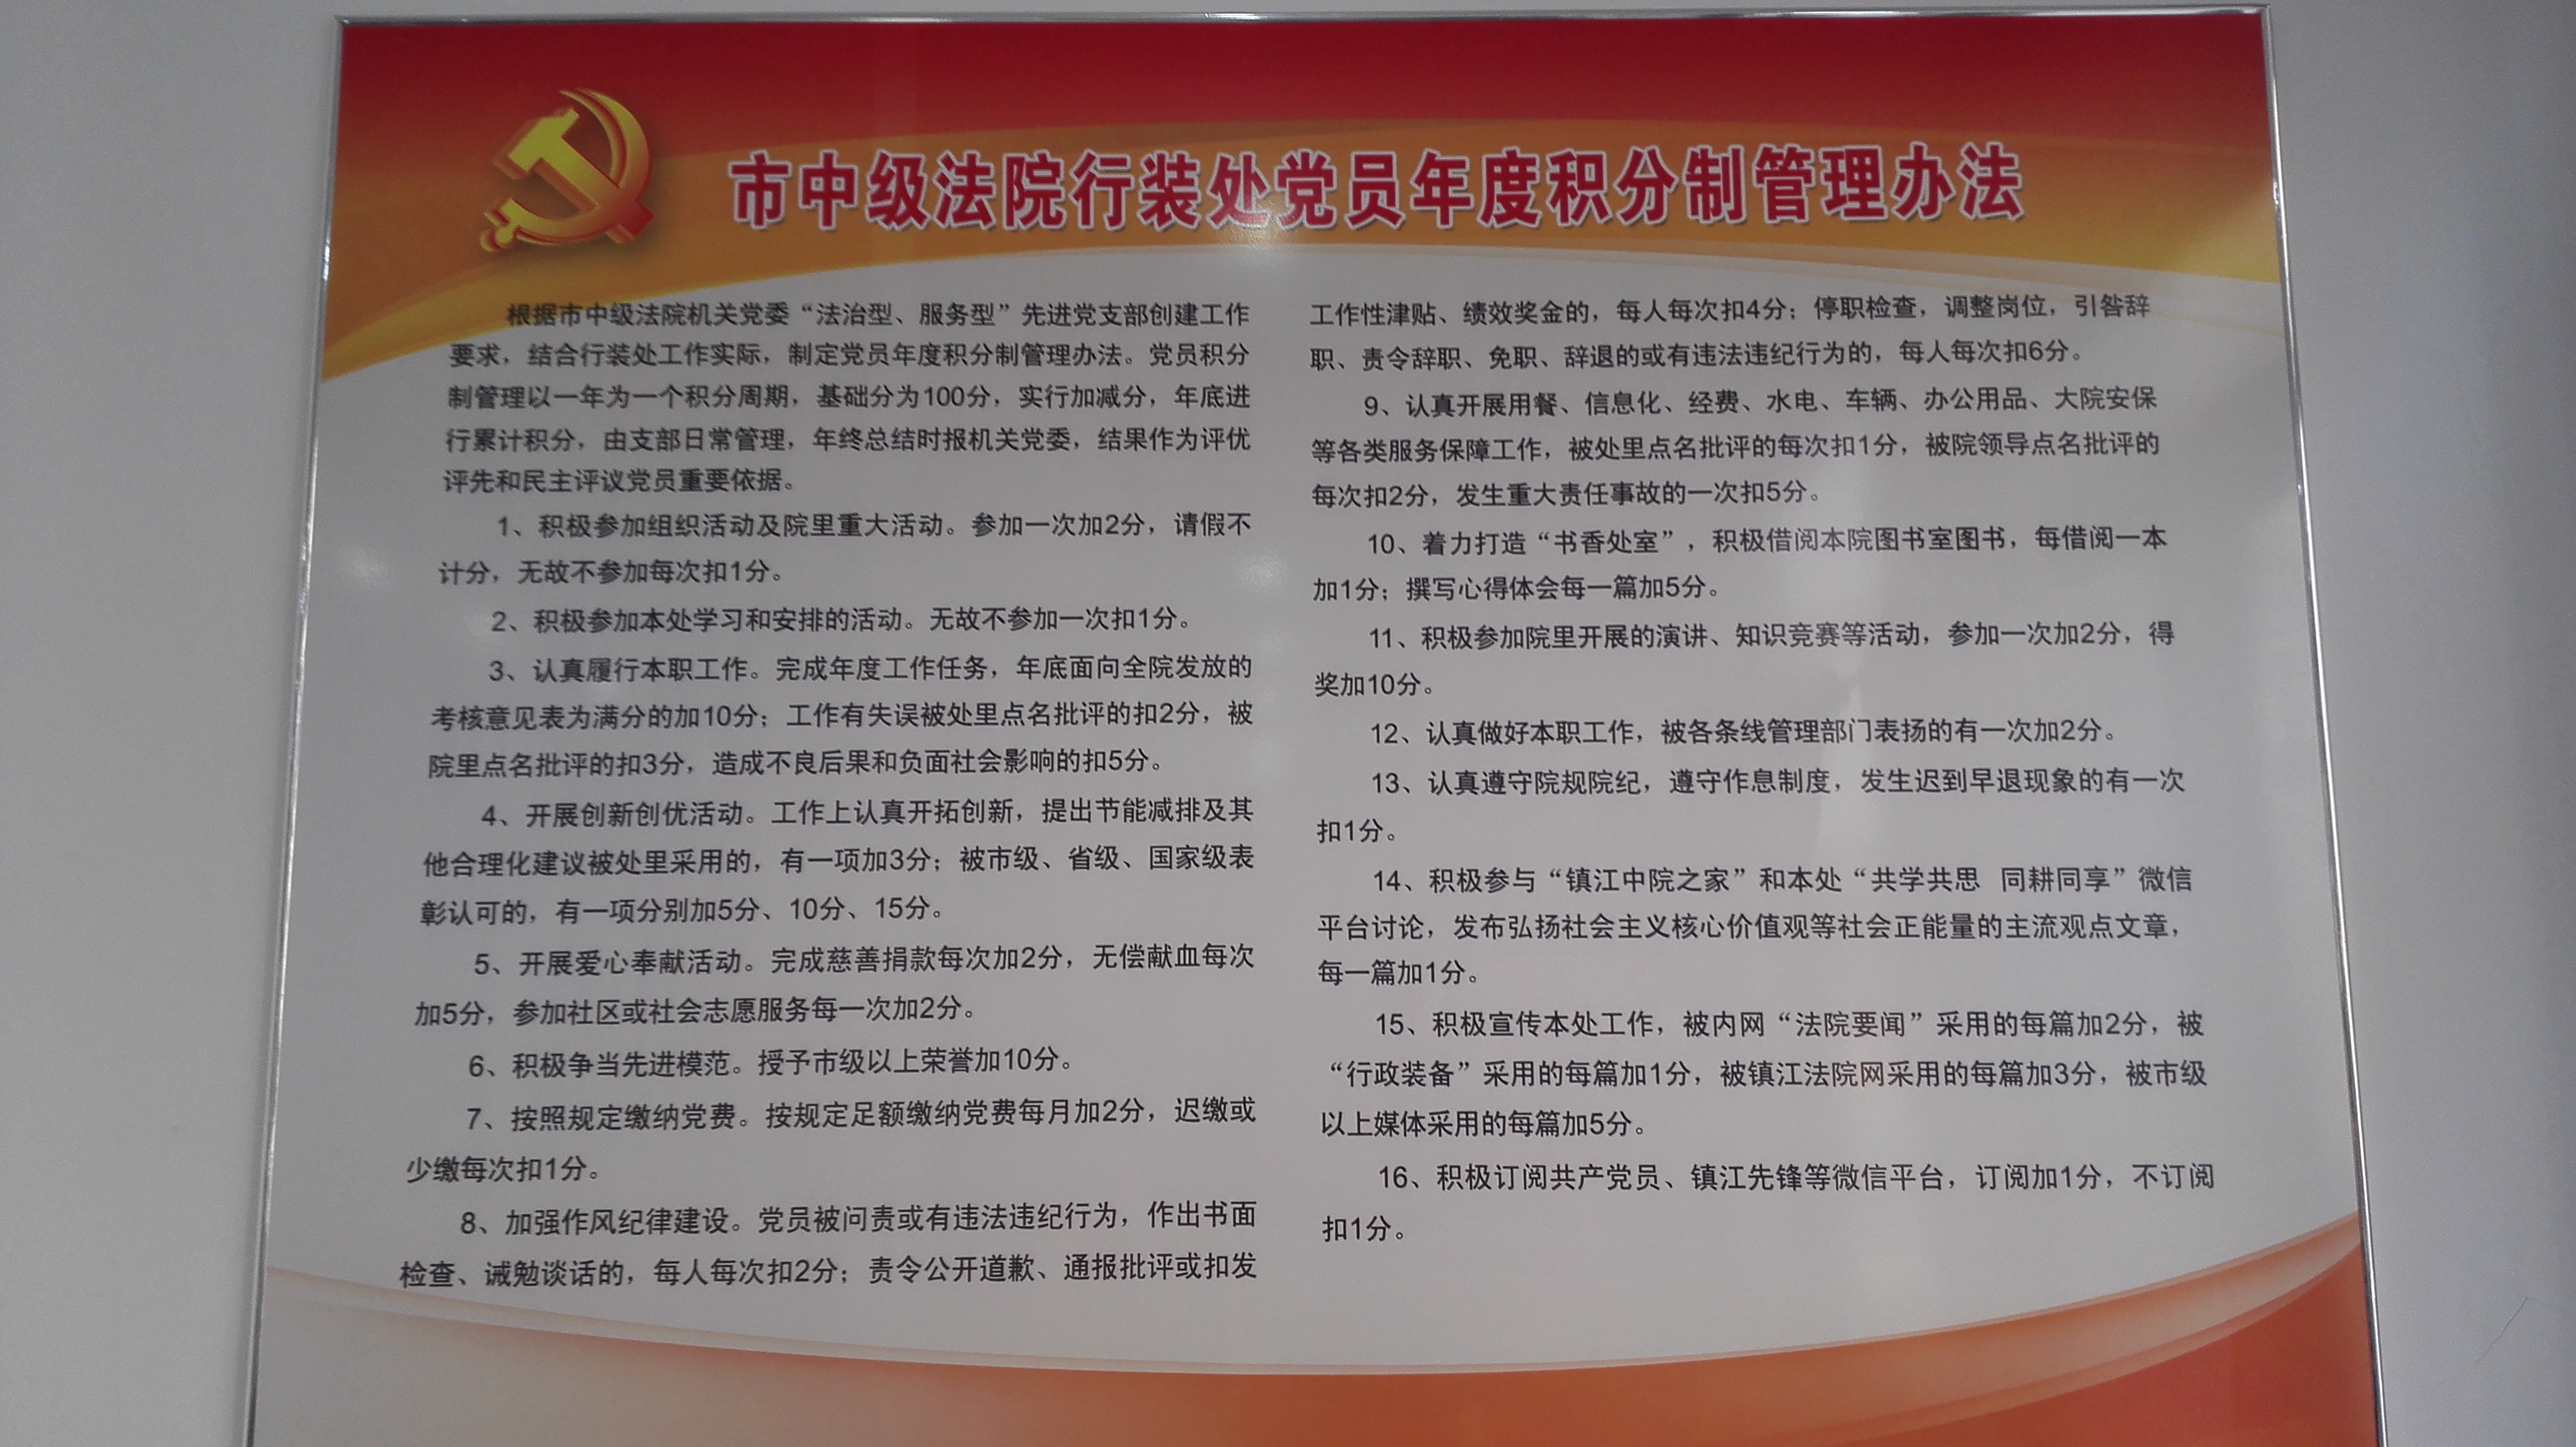 市中级法院行装处党员年度积分制管理办法
根据市中级法院机关党委“法治型、服务型”先进党支部创建工作
要求，结合行装处工作实际，制定党员年度积分制管理办法。党员积分
制管理以一年为一个积分周期，基础分为100分，实行加减分，年底进
行累计积分，由支部日常管理，年终总结时报机关党委，结果作为评优
评先和民主评议党员重要依据。
1、积极参加组织活动及院里重大活动。参加一次加2分，请假不
计分，无故不参加每次扣1分。
2、积极参加本处学习和安排的活动。无故不参加一次扣1分。
3、认真履行本职工作。完成年度工作任务，年底面向全院发放的
考核意见表为满分的加10分；工作有失误被处里点名批评的扣2分，被
院里点名批评的扣3分，造成不良后果和负面社会影响的扣5分。
4、开展创新创优活动。工作上认真开拓创新，提出节能减排及其
他合理化建议被处里采用的，有一项加3分；被市级、省级、国家级表
彰认可的，有一项分别加5分、10分、15分。
5、开展爱心奉献活动。完成慈善捐款每次加2分，无偿献血每次
加5分，参加社区或社会志愿服务每一次加2分。
6、积极争当先进模范。授予市级以上荣誉加10分。
7、按照规定缴纳党费。按规定足额缴纳党费每月加2分，迟缴或
少缴每次扣1分。
8、加强作风纪律建设。党员被问责或有违法违纪行为，作出书面
检查、诫勉谈话的，每人每次扣2分；责令公开道歉、通报批评或扣发
工作性津贴、绩效奖金的，每人每次扣4分；停职检查，调整岗位，引咎辞
职、责令辞职、免职、辞退的或有违法违纪行为的，每人每次扣6分。
9、认真开展用餐、信息化、经费、水电、车辆、办公用品、大院安保
等各类服务保障工作，被处里点名批评的每次扣1分，被院领导点名批评的
每次扣2分，发生重大责任事故的一次扣5分。
10、着力打造“书香处室”，积极借阅本院图书室图书，每借阅一本
加1分；撰写心得体会每一篇加5分。
11、积极参加院里开展的演讲、知识竞赛等活动，参加一次加2分，得
奖加10分。
12、认真做好本职工作，被各条线管理部门表扬的有一次加2分。
13、认真遵守院规院纪，遵守作息制度，发生迟到早退现象的有一次
扣1分。
14、积极参与“镇江中院之家”和本处“共学共思 同耕同享”微信
平台讨论，发布弘扬社会主义核心价值观等社会正能量的主流观点文章，
每一篇加1分。
15、积极宣传本处工作，被内网“法院要闻”采用的每篇加2分，被
“行政装备”采用的每篇加1分，被镇江法院网采用的每篇加3分，被市级
以上媒体采用的每篇加5分。
16、积极订阅共产党员、镇江先锋等微信平台，订阅加1分，不订阅
扣1分。